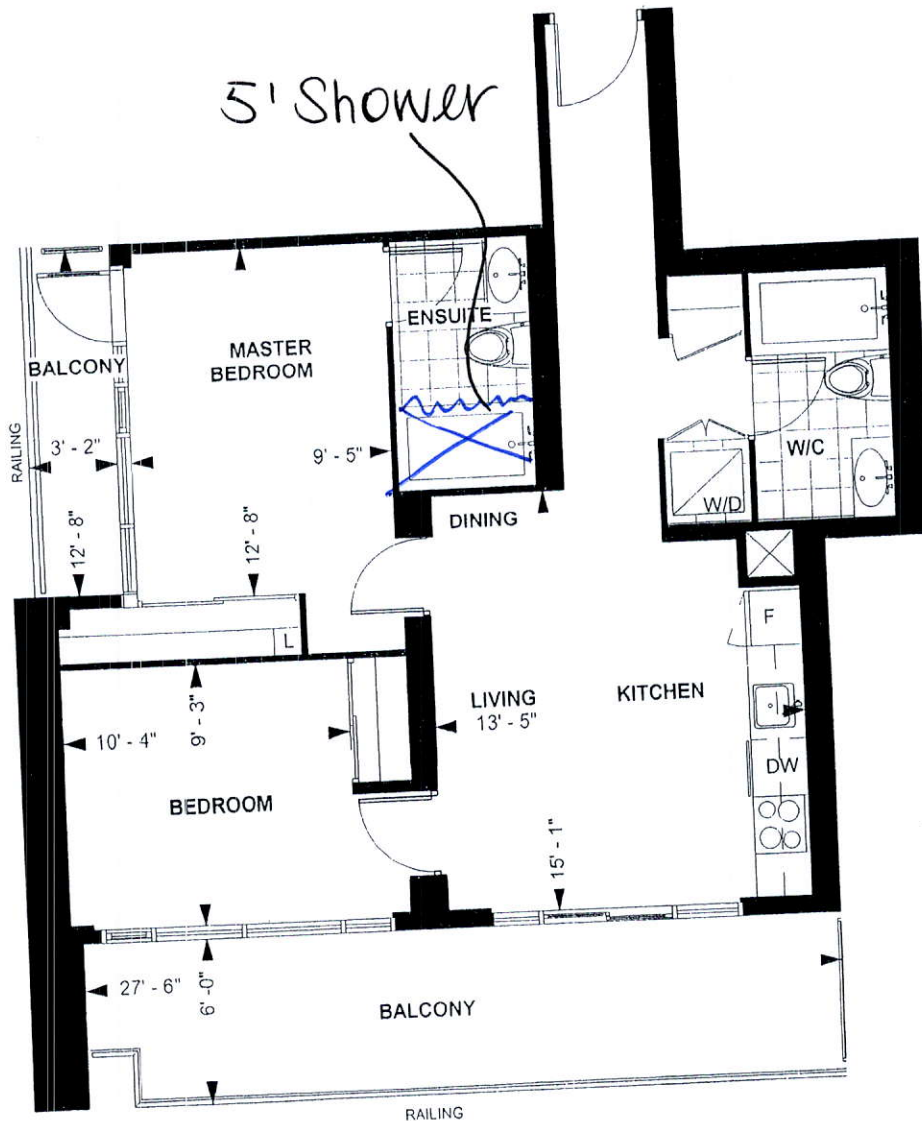 5' Shower
ENSUITE
MASTER
BEDROOM
BALCONY
RAILING
3' - 2"
9' - 5"
W/C
W/D
DINING
12' - 8"
12' - 8"
L
F
9' - 3"
LIVING
13' - 5"
KITCHEN
10' - 4"
DW
BEDROOM
15' - 1"
27' - 6"
6' -0"
BALCONY
RAILING